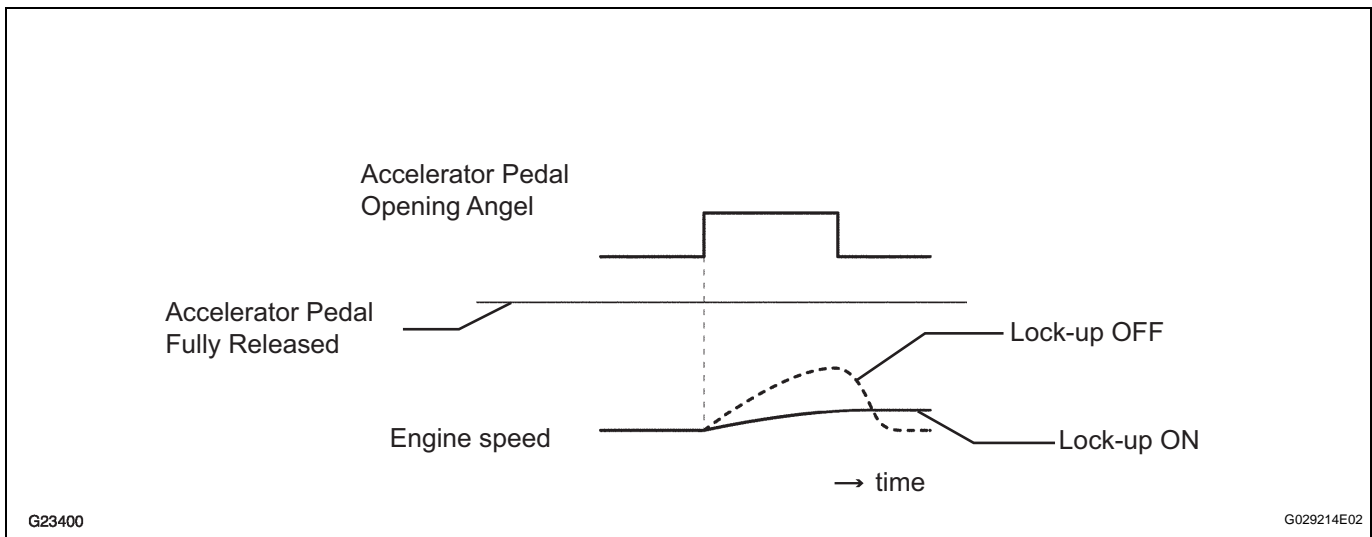 Accelerator Pedal
Opening Angel
Accelerator Pedal
Fully Released
Lock-up OFF
Engine speed
Lock-up ON
→ time
G23400
G029214E02